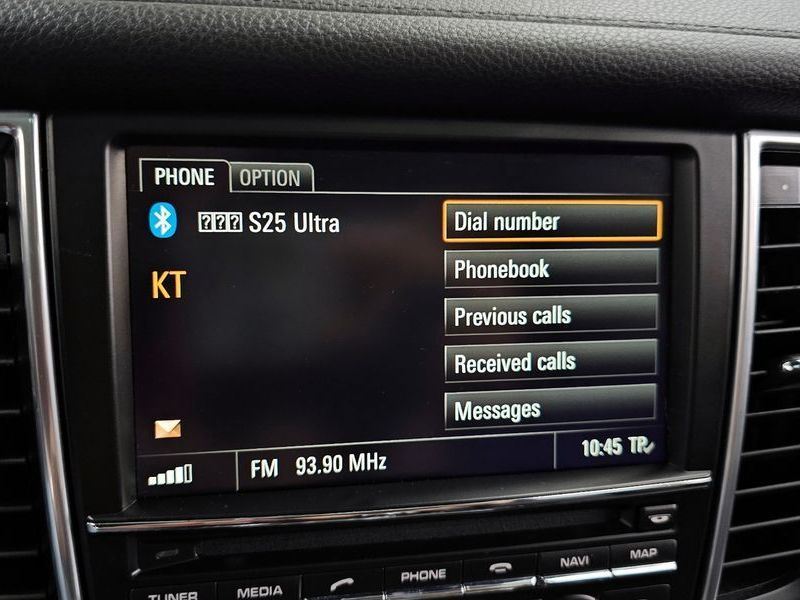 PHONE OPTION
??? S25 Ultra
KT
Dial number
Phonebook
Previous calls
Received calls
Messages
FM 93.90 MHz
10:45 TP
TUNER MEDIA PHONE NAVI MAP